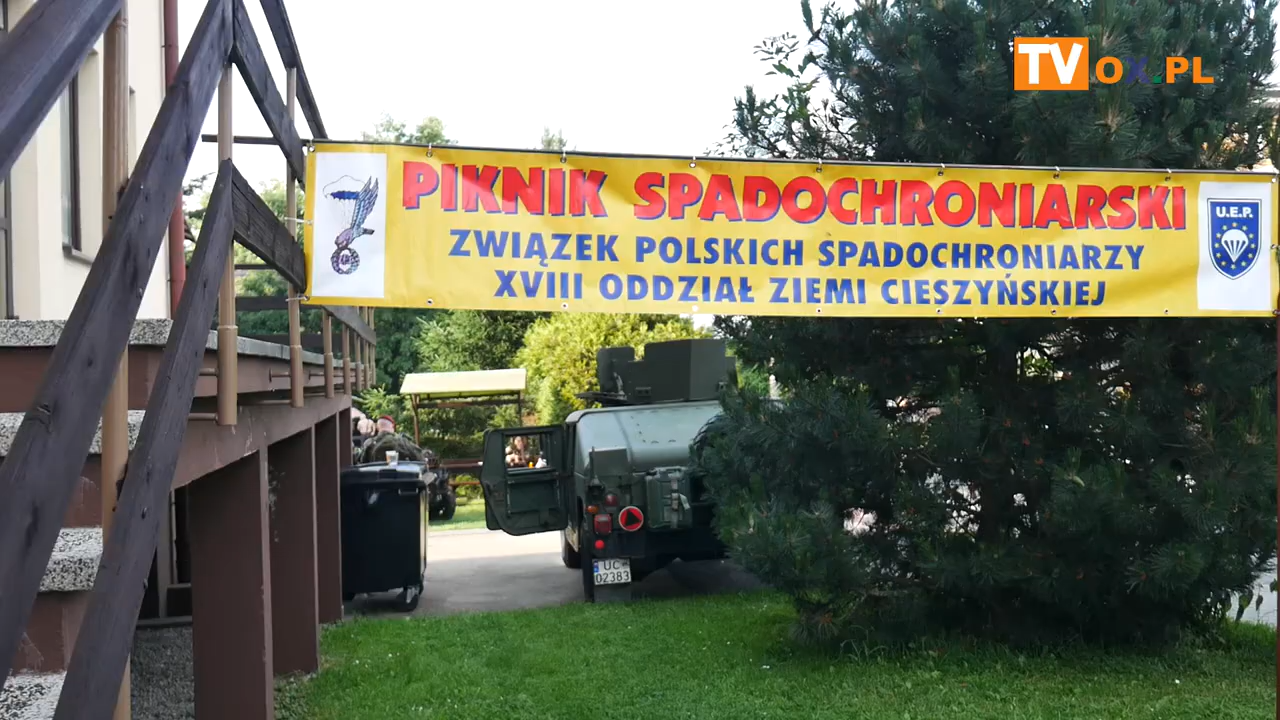 TVOX.PL
PIKNIK SPADOCHRONIARSKI
ZWIĄZEK POLSKICH SPADOCHRONIARZY
XVIII ODDZIAŁ ZIEMI CIESZYŃSKIEJ
U.E.P.
UC
02383